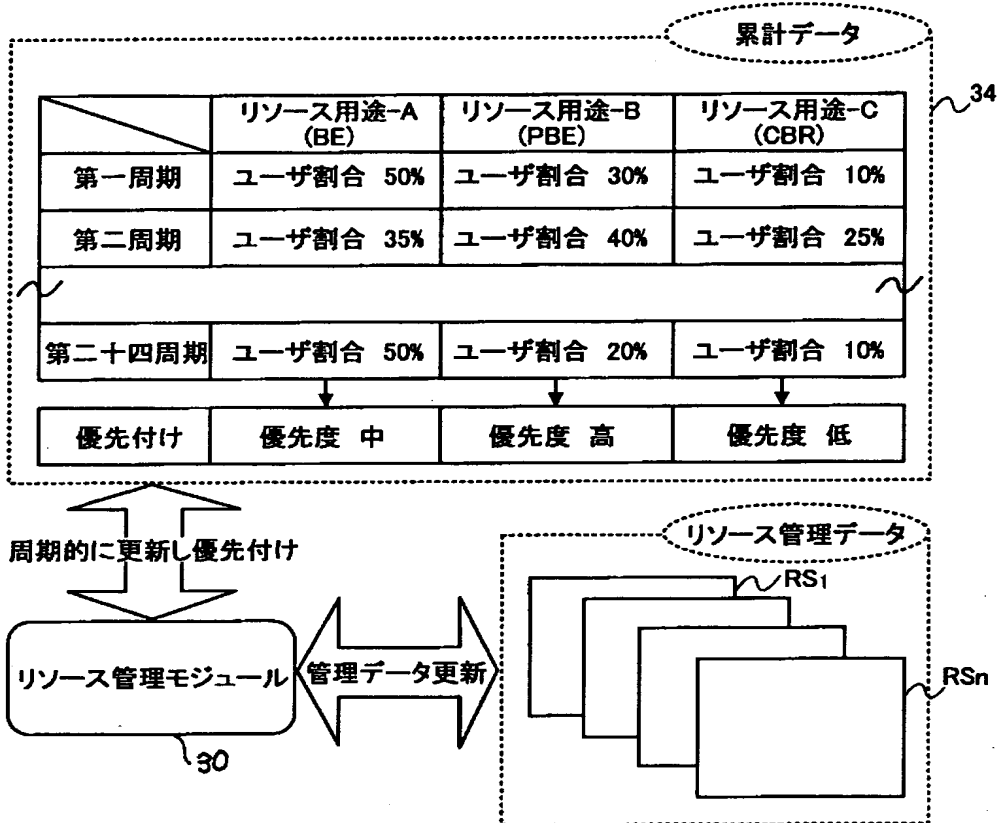 累計データ
34
リソース用途-A リソース用途-B リソース用途-C
(BE) (PBE) (CBR)
第一周期 ユーザ割合 50% ユーザ割合 30% ユーザ割合 10%
第二周期 ユーザ割合 35% ユーザ割合 40% ユーザ割合 25%
第二十四周期 ユーザ割合 50% ユーザ割合 20% ユーザ割合 10%
優先付け 優先度 中 優先度 高 優先度 低
周期的に更新し優先付け
リソース管理データ
RS1
リソース管理モジュール
管理データ更新
RSn
30